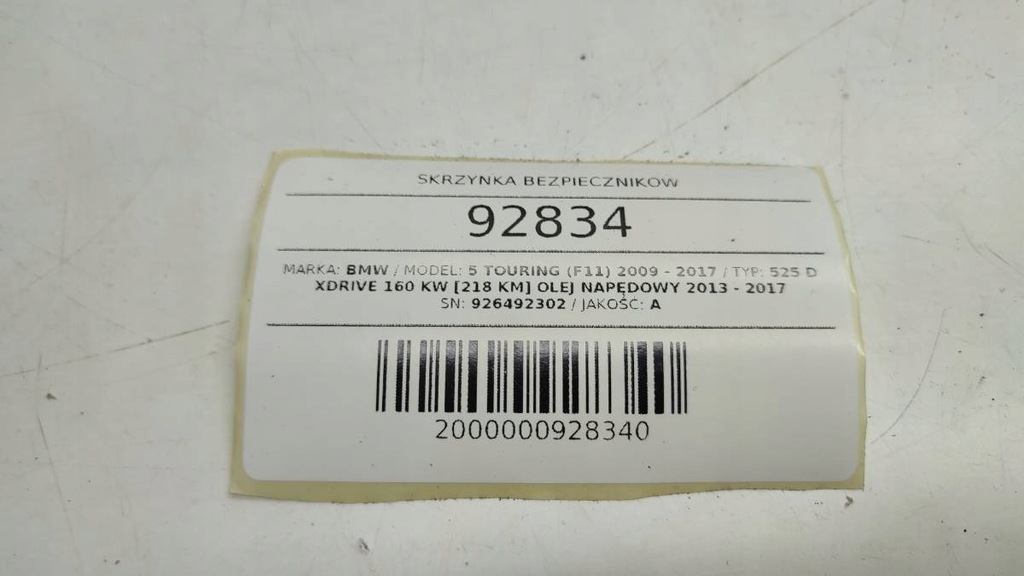 SKRZYNKA BEZPIECZNIKÓW
92834
MARKA: BMW / MODEL: 5 TOURING (F11) 2009 - 2017 / TYP: 525 D
XDRIVE 160 KW [218 KM] OLEJ NAPĘDOWY 2013 - 2017
SN: 926492302 / JAKOŚĆ: A
2000000928340